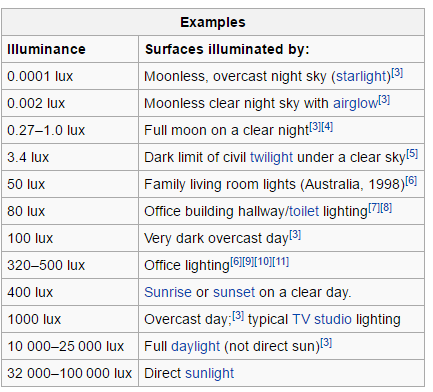 Examples
Illuminance Surfaces illuminated by:
0.0001 lux Moonless, overcast night sky (starlight)[3]
0.002 lux Moonless clear night sky with airglow[3]
0.27–1.0 lux Full moon on a clear night[3][4]
3.4 lux Dark limit of civil twilight under a clear sky[5]
50 lux Family living room lights (Australia, 1998)[6]
80 lux Office building hallway/toilet lighting[7][8]
100 lux Very dark overcast day[3]
320–500 lux Office lighting[6][9][10][11]
400 lux Sunrise or sunset on a clear day.
1000 lux Overcast day;[3] typical TV studio lighting
10 000–25 000 lux Full daylight (not direct sun)[3]
32 000–100 000 lux Direct sunlight